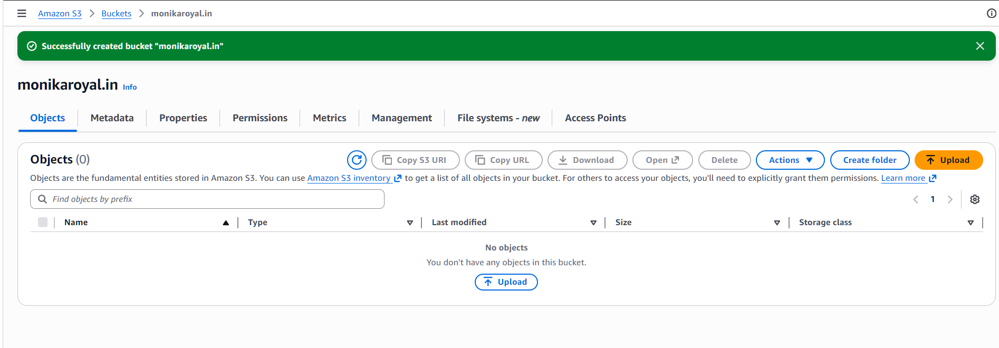 Amazon S3 > Buckets > monikaroyal.in
Successfully created bucket "monikaroyal.in"
monikaroyal.in Info
Objects Metadata Properties Permissions Metrics Management File systems - new Access Points
Objects (0) Copy S3 URI Copy URL Download Open Delete Actions Create folder Upload
Objects are the fundamental entities stored in Amazon S3. You can use Amazon S3 inventory to get a list of all objects in your bucket. For others to access your objects, you'll need to explicitly grant them permissions. Learn more
Find objects by prefix
1
Name Type Last modified Size Storage class
No objects
You don't have any objects in this bucket.
Upload